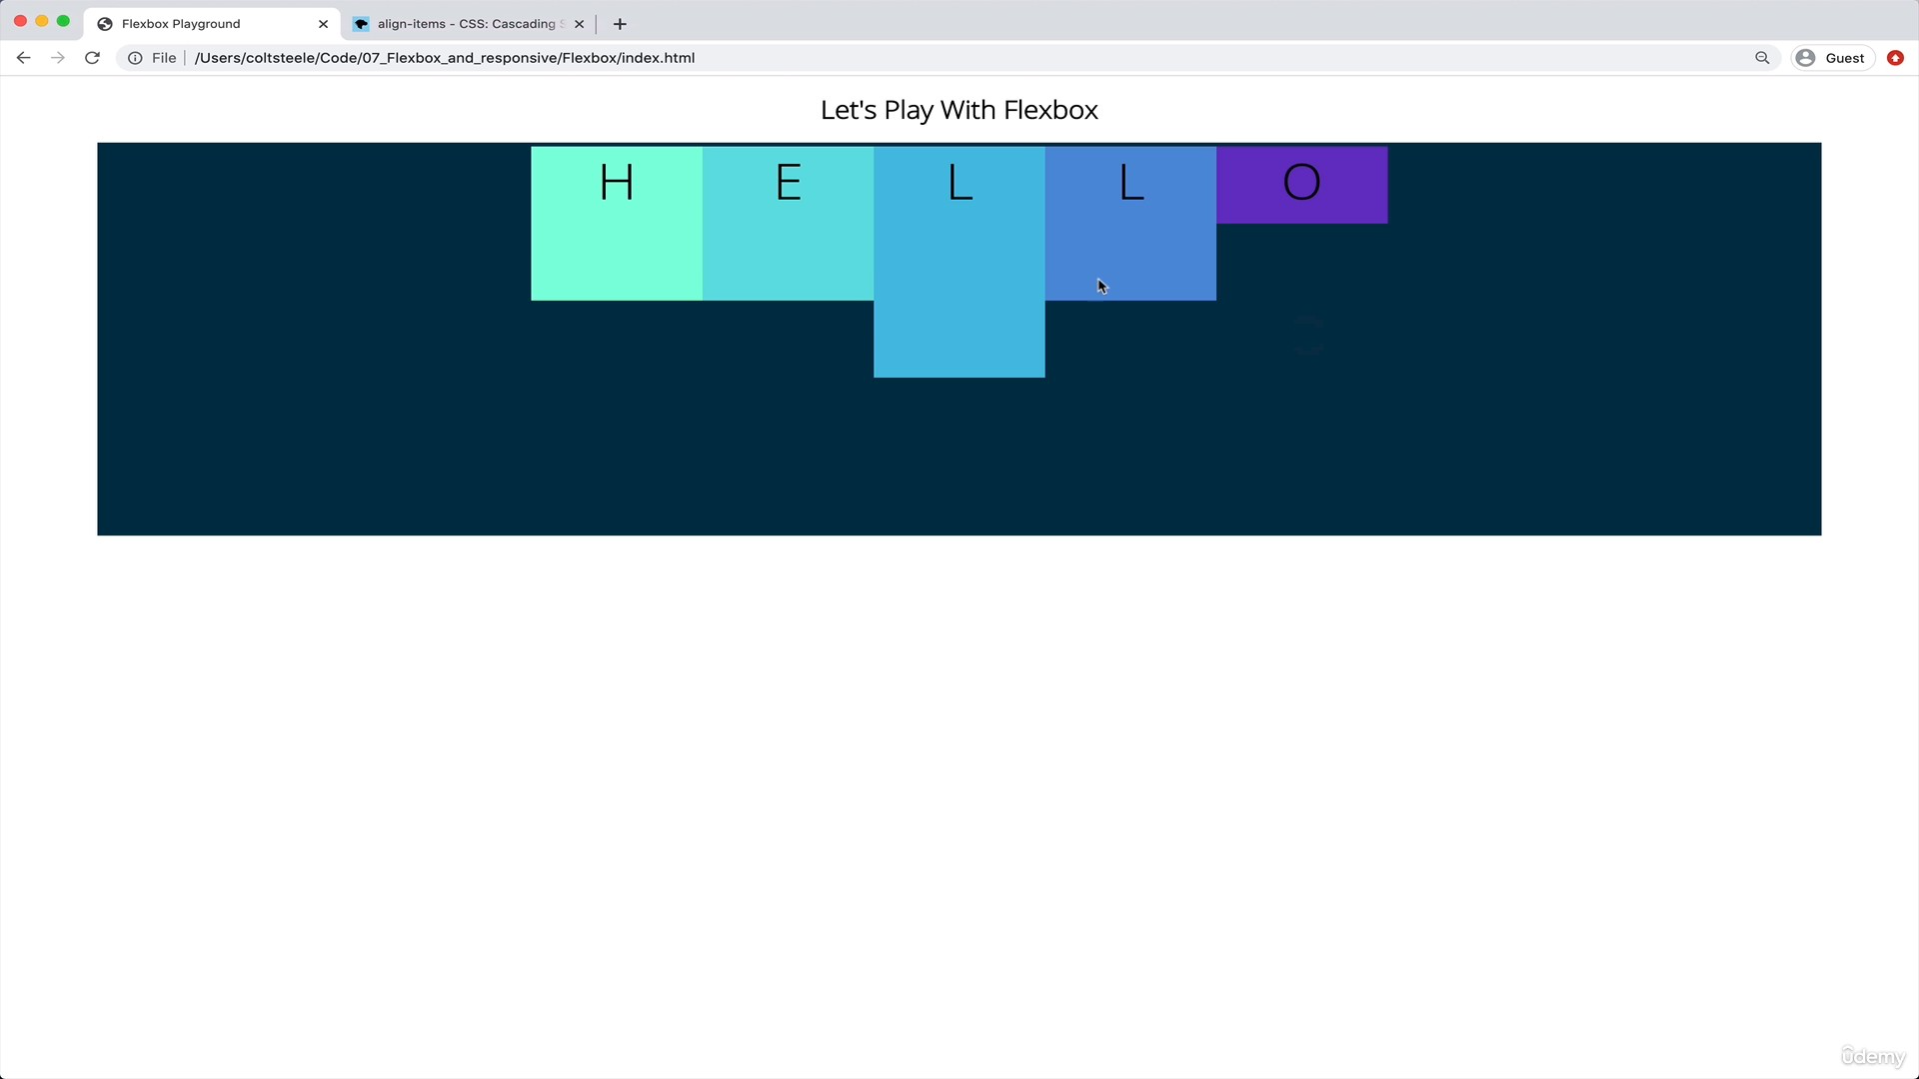 Flexbox Playground
align-items - CSS: Cascading
Guest
File
/Users/coltsteele/Code/07_Flexbox_and_responsive/Flexbox/index.html
Let's Play With Flexbox
H E L L O
ûdemy